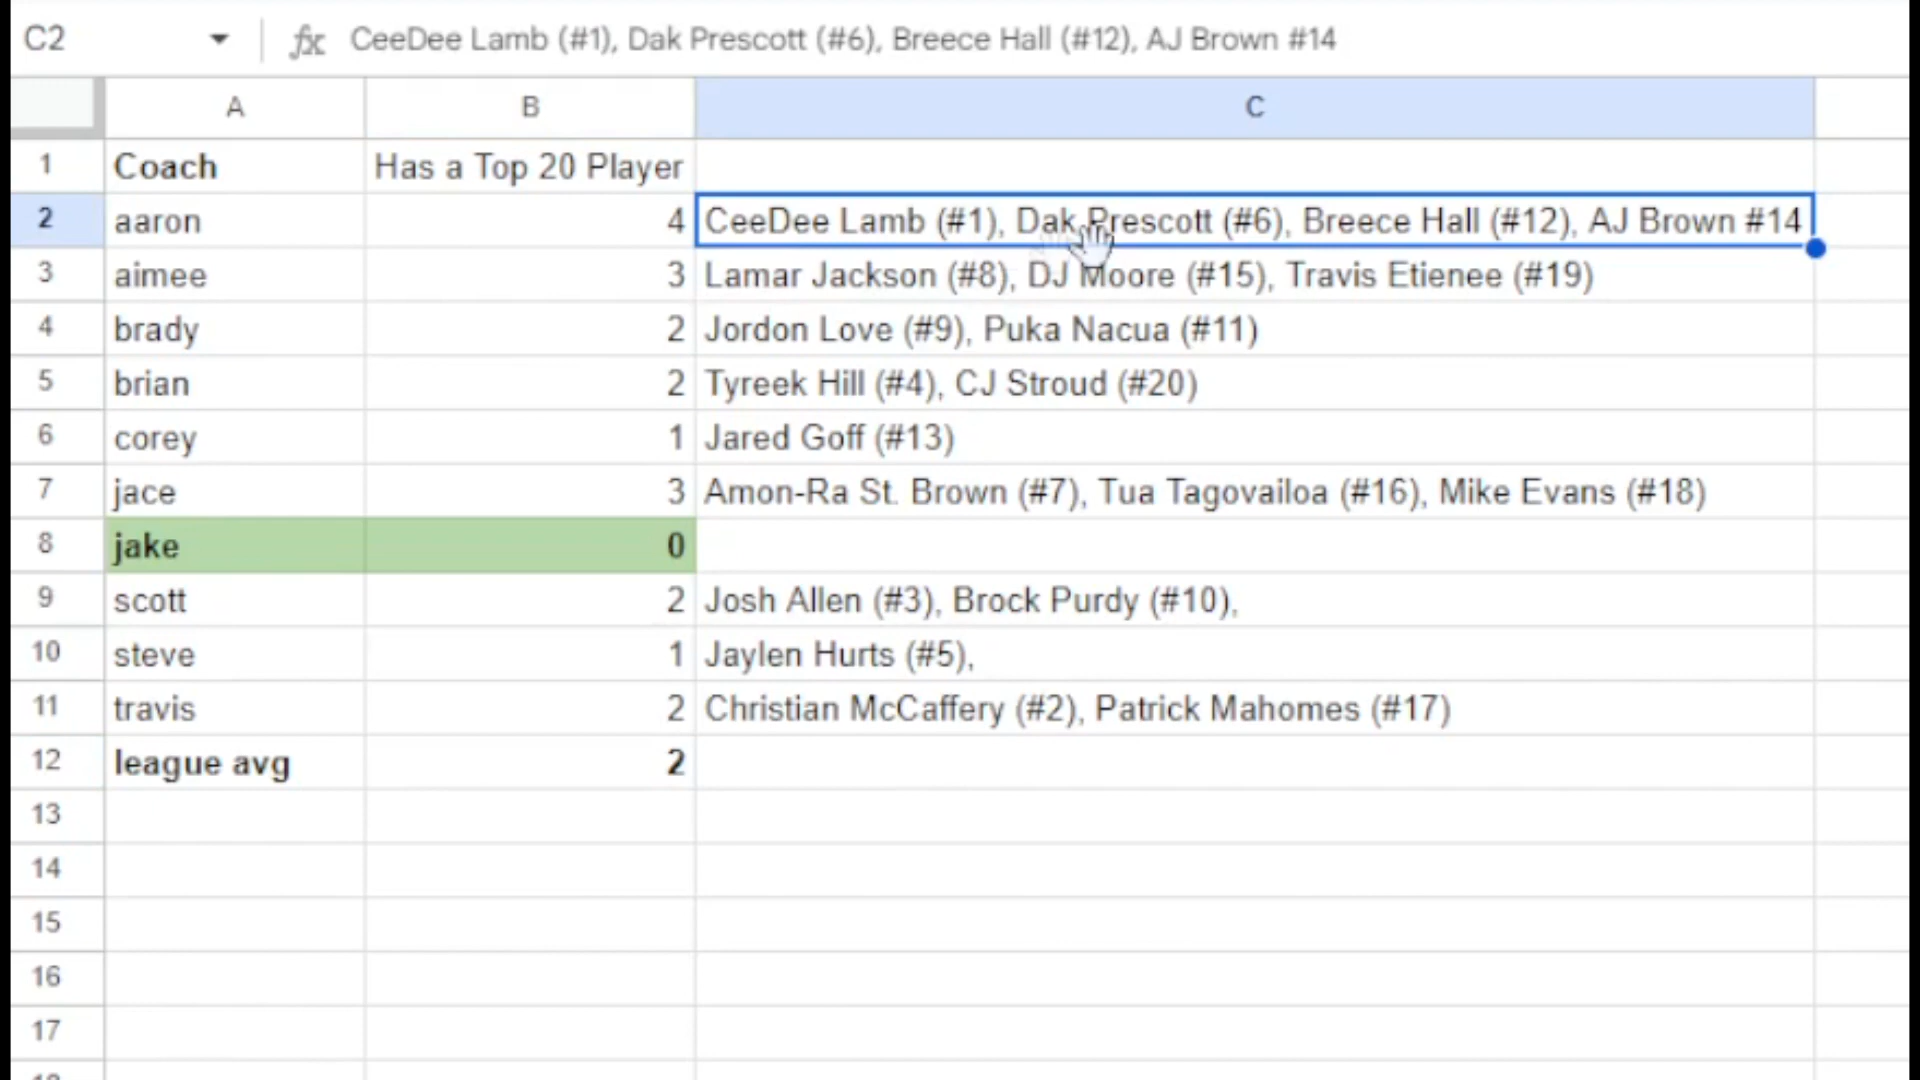 C2 fx CeeDee Lamb (#1), Dak Prescott (#6), Breece Hall (#12), AJ Brown #14
A B C
1 Coach Has a Top 20 Player
2 aaron 4 CeeDee Lamb (#1), Dak Prescott (#6), Breece Hall (#12), AJ Brown #14
3 aimee 3 Lamar Jackson (#8), DJ Moore (#15), Travis Etienee (#19)
4 brady 2 Jordon Love (#9), Puka Nacua (#11)
5 brian 2 Tyreek Hill (#4), CJ Stroud (#20)
6 corey 1 Jared Goff (#13)
7 jace 3 Amon-Ra St. Brown (#7), Tua Tagovailoa (#16), Mike Evans (#18)
8 jake 0
9 scott 2 Josh Allen (#3), Brock Purdy (#10),
10 steve 1 Jaylen Hurts (#5),
11 travis 2 Christian McCaffery (#2), Patrick Mahomes (#17)
12 league avg 2
13
14
15
16
17